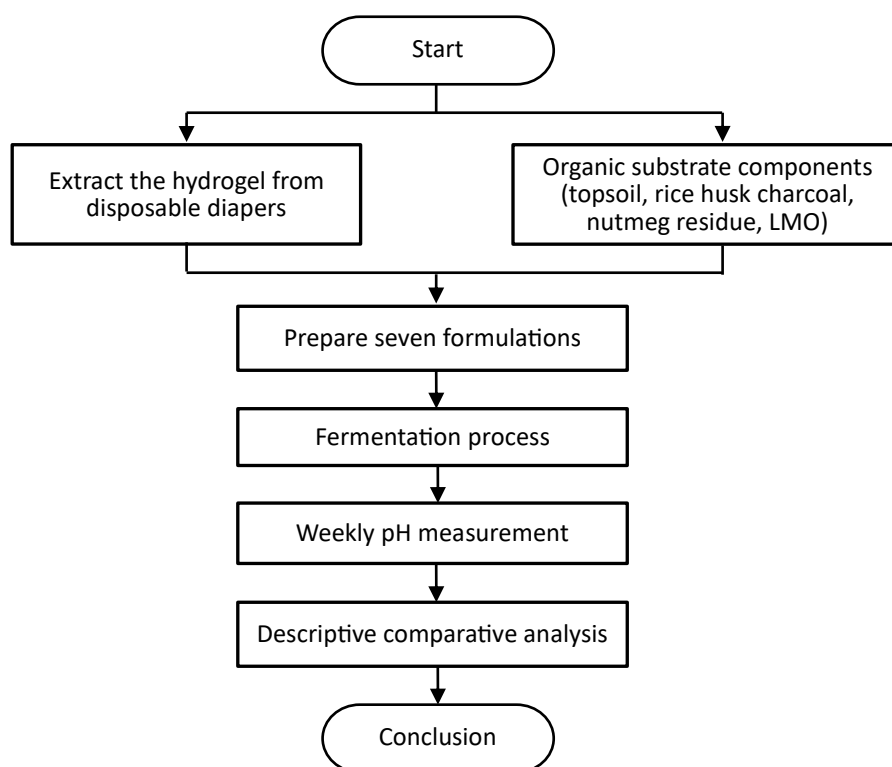 Start
Extract the hydrogel from
disposable diapers
Organic substrate components
(topsoil, rice husk charcoal,
nutmeg residue, LMO)
Prepare seven formulations
Fermentation process
Weekly pH measurement
Descriptive comparative analysis
Conclusion